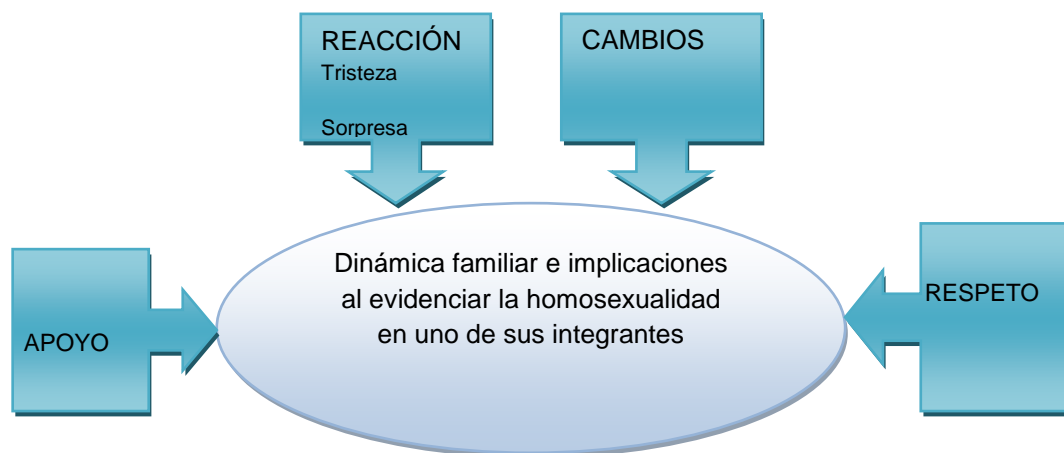 REACCIÓN
Tristeza
Sorpresa
CAMBIOS
Dinámica familiar e implicaciones
al evidenciar la homosexualidad
en uno de sus integrantes
APOYO
RESPETO